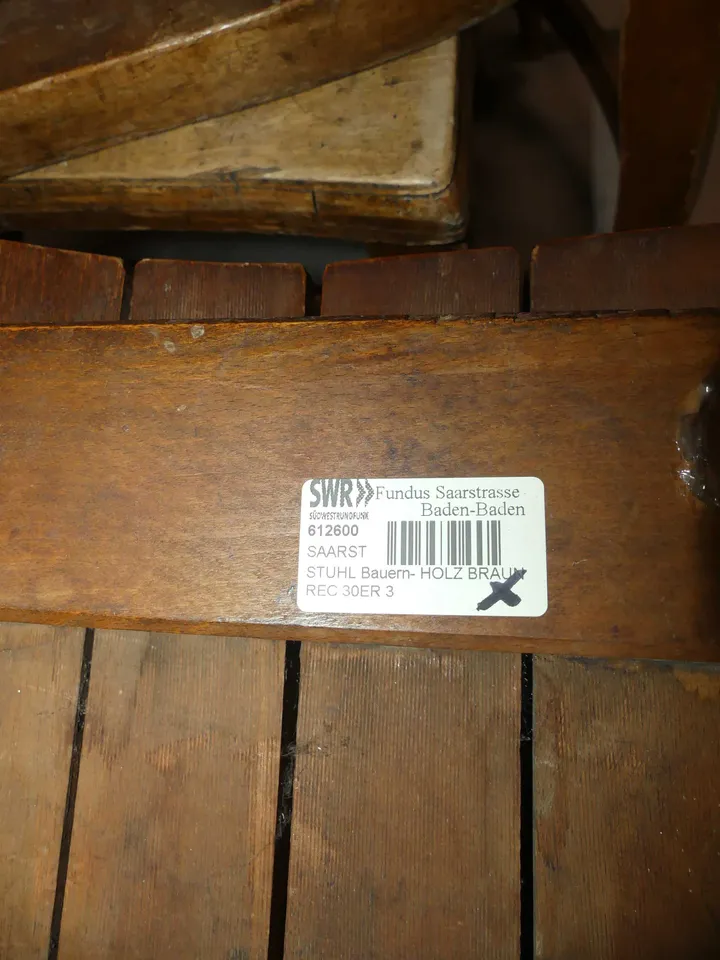 SWR» Fundus Saarstrasse
SÜDWESTRUNDFUNK Baden-Baden
612600
SAARST
STUHL Bauern- HOLZ BRAUN
REC 30ER 3